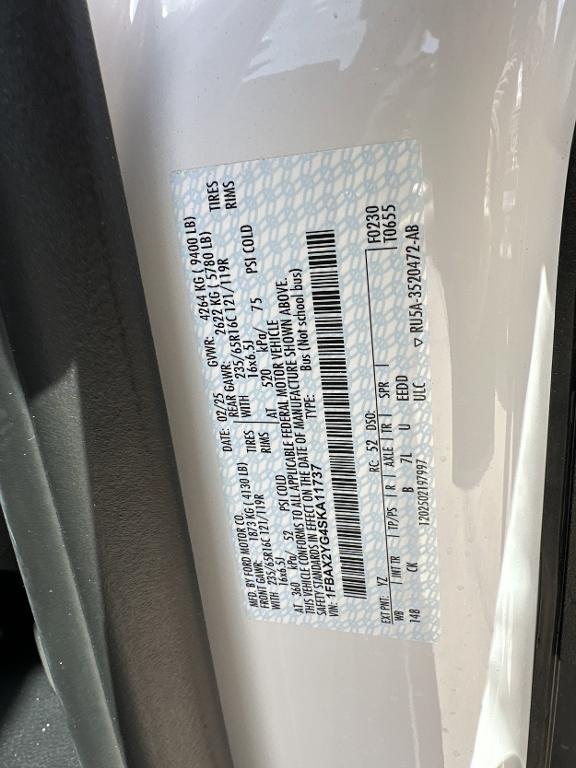 MFD. BY FORD MOTOR CO.
DATE: 02/25 GVWR: 4264 KG ( 9400 LB)
FRONT GAWR: 1873 KG ( 4130 LB) REAR GAWR: 2622 KG ( 5780 LB)
WITH 235/65R16C 121/119R TIRES WITH 235/65R16C 121/119R TIRES
16x6.5J RIMS 16x6.5J RIMS
AT 360 kPa/ 52 PSI COLD AT 520 kPa/ 75 PSI COLD
THIS VEHICLE CONFORMS TO ALL APPLICABLE FEDERAL MOTOR VEHICLE
SAFETY STANDARDS IN EFFECT ON THE DATE OF MANUFACTURE SHOWN ABOVE.
VIN: 1FBAX2YG4SKA11737 TYPE: Bus (Not school bus)
EXT PNT: YZ RC: 52 DSO: F0230
T0655
WB INT TR TP/PS R AXLE TR SPR
148 CK B 7L U EEDD
1202502197997 ULC ▽ RU5A-3520472-AB